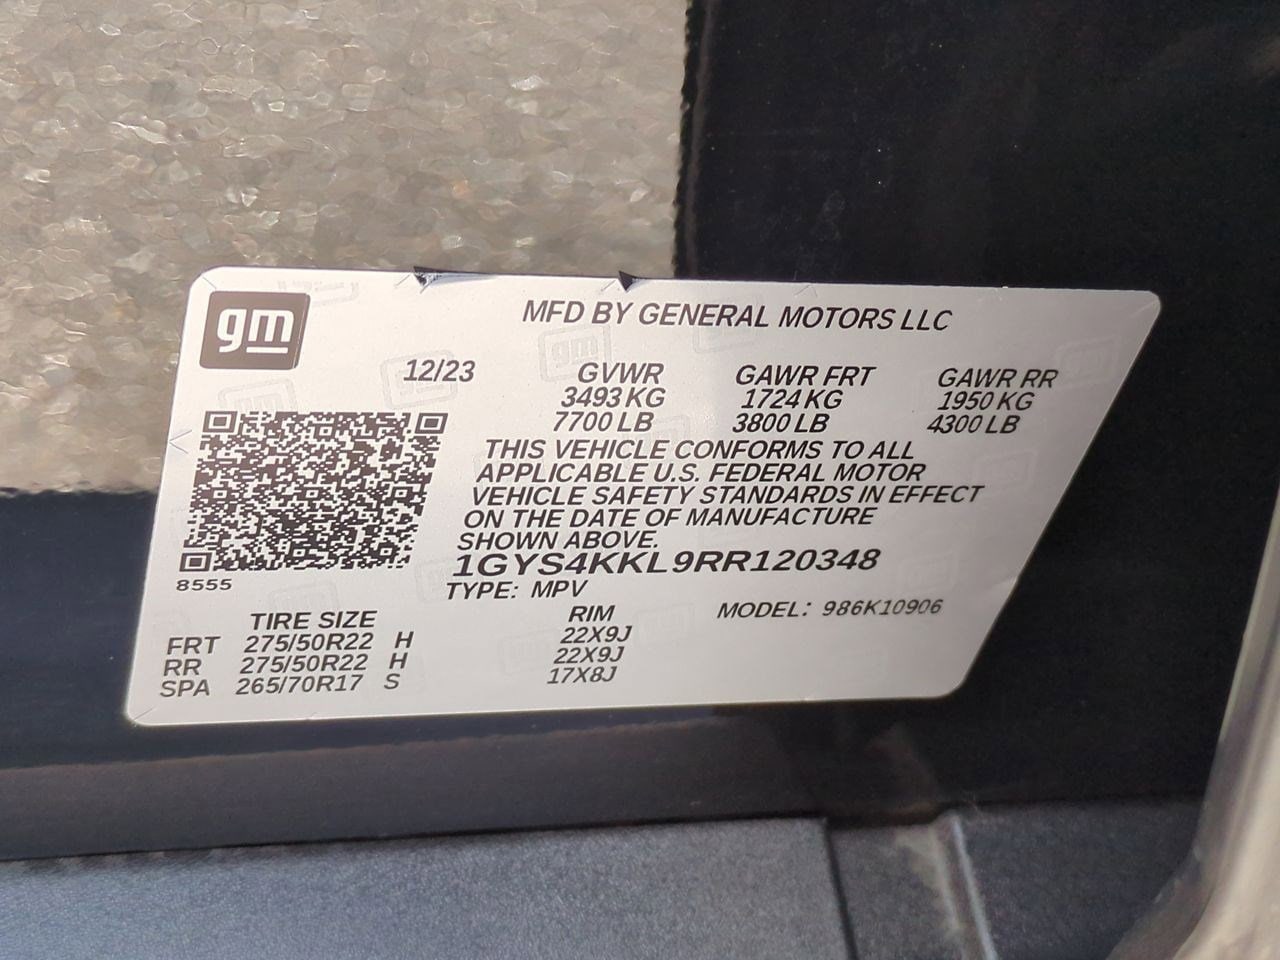 gm
MFD BY GENERAL MOTORS LLC
12/23 GVWR GAWR FRT GAWR RR
3493 KG 1724 KG 1950 KG
7700 LB 3800 LB 4300 LB
THIS VEHICLE CONFORMS TO ALL
APPLICABLE U.S. FEDERAL MOTOR
VEHICLE SAFETY STANDARDS IN EFFECT
ON THE DATE OF MANUFACTURE
SHOWN ABOVE.
1GYS4KKL9RR120348
8555
TYPE: MPV
MODEL: 986K10906
TIRE SIZE RIM
FRT 275/50R22 H 22X9J
RR 275/50R22 H 22X9J
SPA 265/70R17 S 17X8J